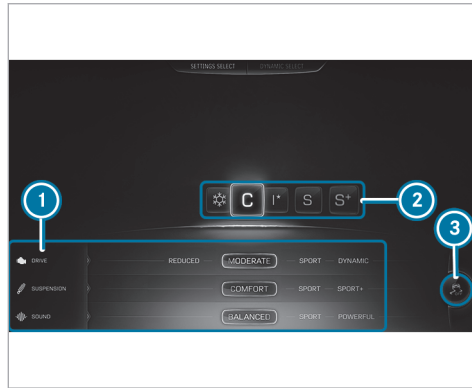 SETTINGS SELECT DYNAMIC SELECT
C I* S S+
1
2
3
DRIVE REDUCED MODERATE SPORT DYNAMIC
SUSPENSION COMFORT SPORT SPORT+
SOUND BALANCED SPORT POWERFUL